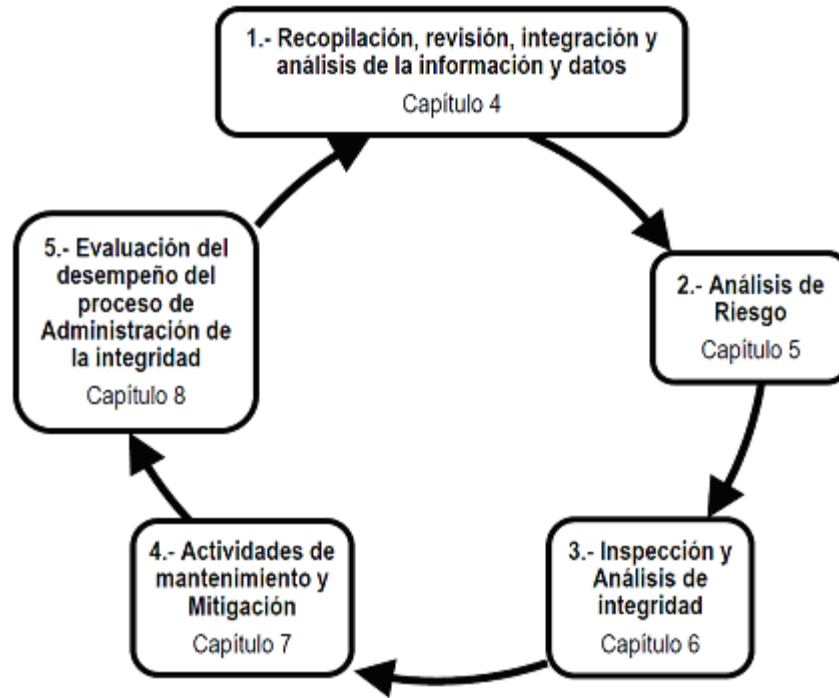 1.- Recopilación, revisión, integración y
análisis de la información y datos
Capítulo 4
2.- Análisis de
Riesgo
Capítulo 5
3.- Inspección y
Análisis de
integridad
Capítulo 6
4.- Actividades de
mantenimiento y
Mitigación
Capítulo 7
5.- Evaluación del
desempeño del
proceso de
Administración de
la integridad
Capítulo 8